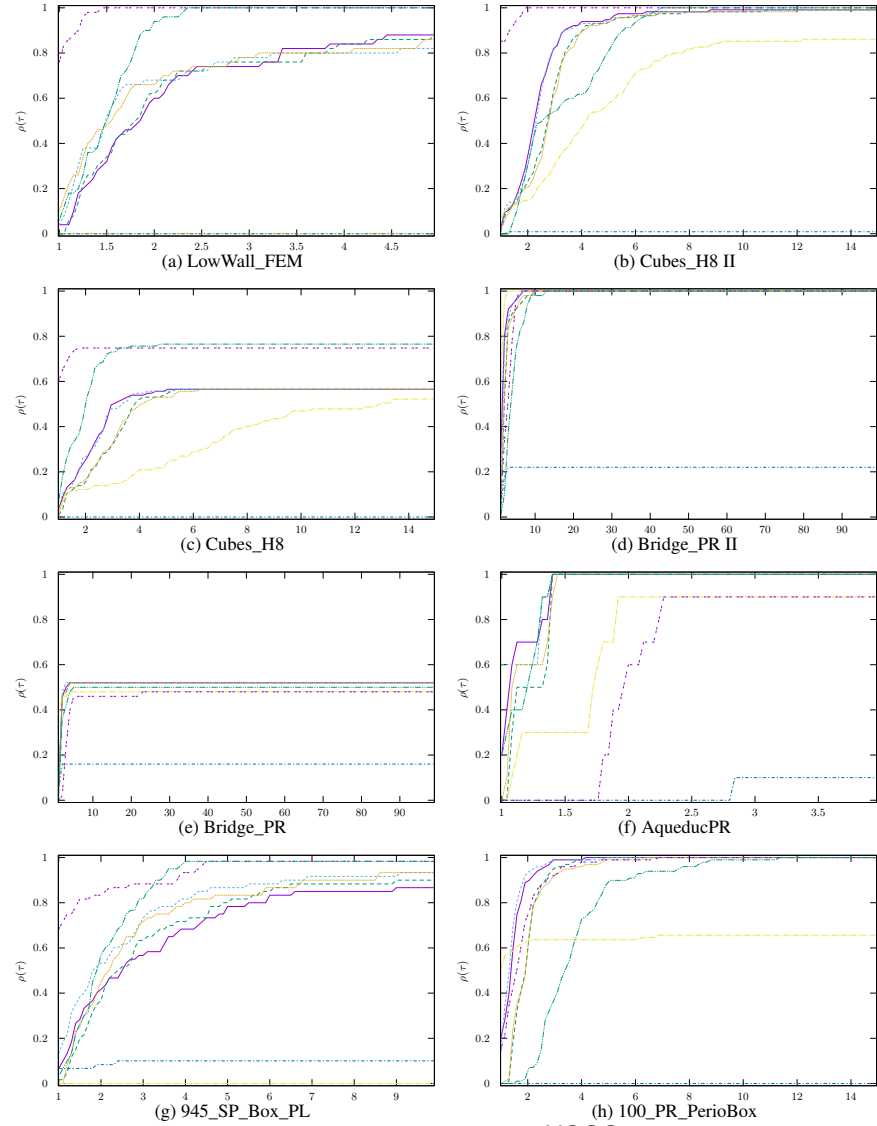 1
0.8
0.6
0.4
0.2
0
ρ(τ)
1 1.5 2 2.5 3 3.5 4 4.5
(a) LowWall_FEM
1
0.8
0.6
0.4
0.2
0
ρ(τ)
2 4 6 8 10 12 14
(b) Cubes_H8 II
1
0.8
0.6
0.4
0.2
0
ρ(τ)
2 4 6 8 10 12 14
(c) Cubes_H8
1
0.8
0.6
0.4
0.2
0
ρ(τ)
10 20 30 40 50 60 70 80 90
(d) Bridge_PR II
1
0.8
0.6
0.4
0.2
0
ρ(τ)
10 20 30 40 50 60 70 80 90
(e) Bridge_PR
1
0.8
0.6
0.4
0.2
0
ρ(τ)
1 1.5 2 2.5 3 3.5
(f) AqueducPR
1
0.8
0.6
0.4
0.2
0
ρ(τ)
1 2 3 4 5 6 7 8 9
(g) 945_SP_Box_PL
1
0.8
0.6
0.4
0.2
0
ρ(τ)
2 4 6 8 10 12 14
(h) 100_PR_PerioBox